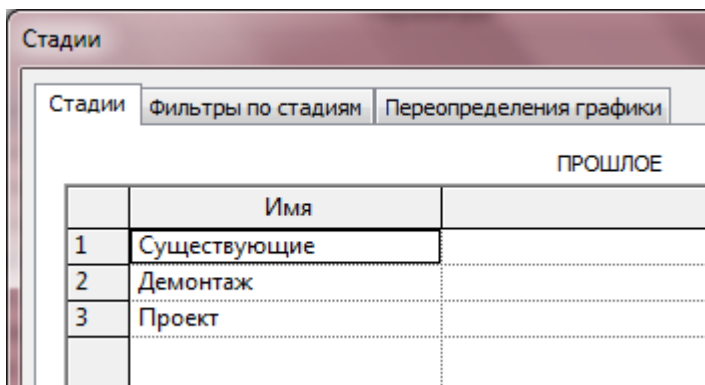 Стадии
Стадии Фильтры по стадиям Переопределения графики
ПРОШЛОЕ
Имя
1 Существующие
2 Демонтаж
3 Проект